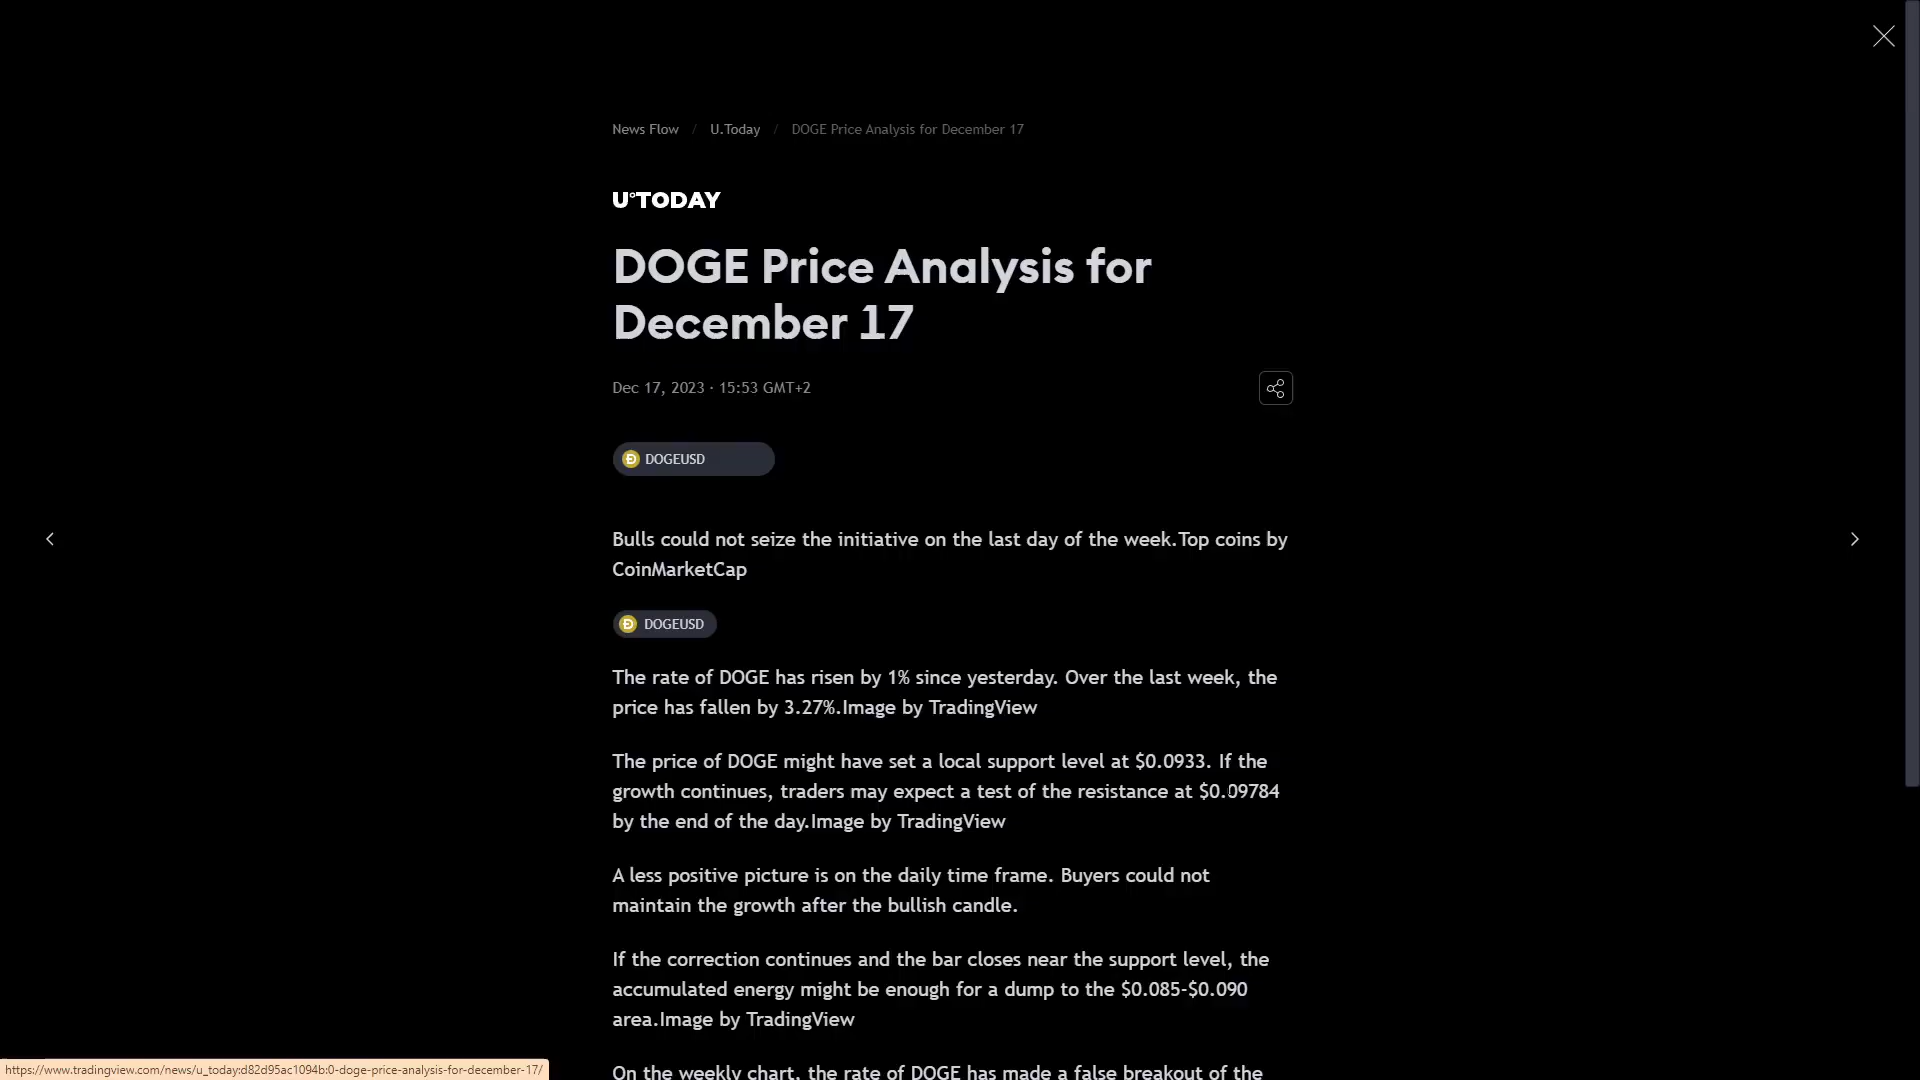 News Flow / U.Today / DOGE Price Analysis for December 17
U°TODAY
DOGE Price Analysis for
December 17
Dec 17, 2023 · 15:53 GMT+2
DOGEUSD
Bulls could not seize the initiative on the last day of the week.Top coins by
CoinMarketCap
DOGEUSD
The rate of DOGE has risen by 1% since yesterday. Over the last week, the
price has fallen by 3.27%.Image by TradingView
The price of DOGE might have set a local support level at $0.0933. If the
growth continues, traders may expect a test of the resistance at $0.09784
by the end of the day.Image by TradingView
A less positive picture is on the daily time frame. Buyers could not
maintain the growth after the bullish candle.
If the correction continues and the bar closes near the support level, the
accumulated energy might be enough for a dump to the $0.085-$0.090
area.Image by TradingView
On the weekly chart, the rate of DOGE has made a false breakout of the
https://www.tradingview.com/news/u_today:d82d95ac1094b:0-doge-price-analysis-for-december-17/